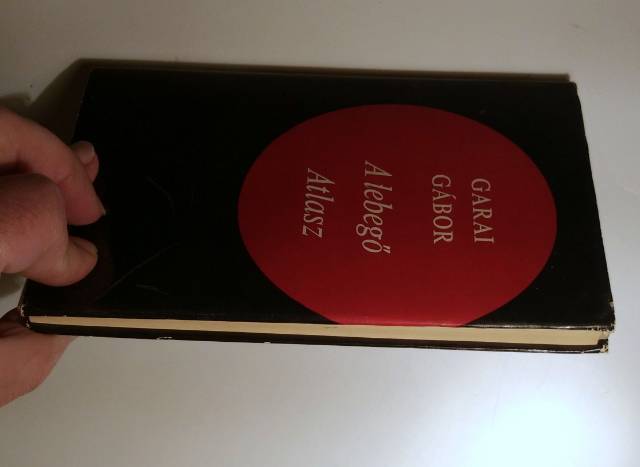 GARAI
GÁBOR
A lebegő
Atlasz